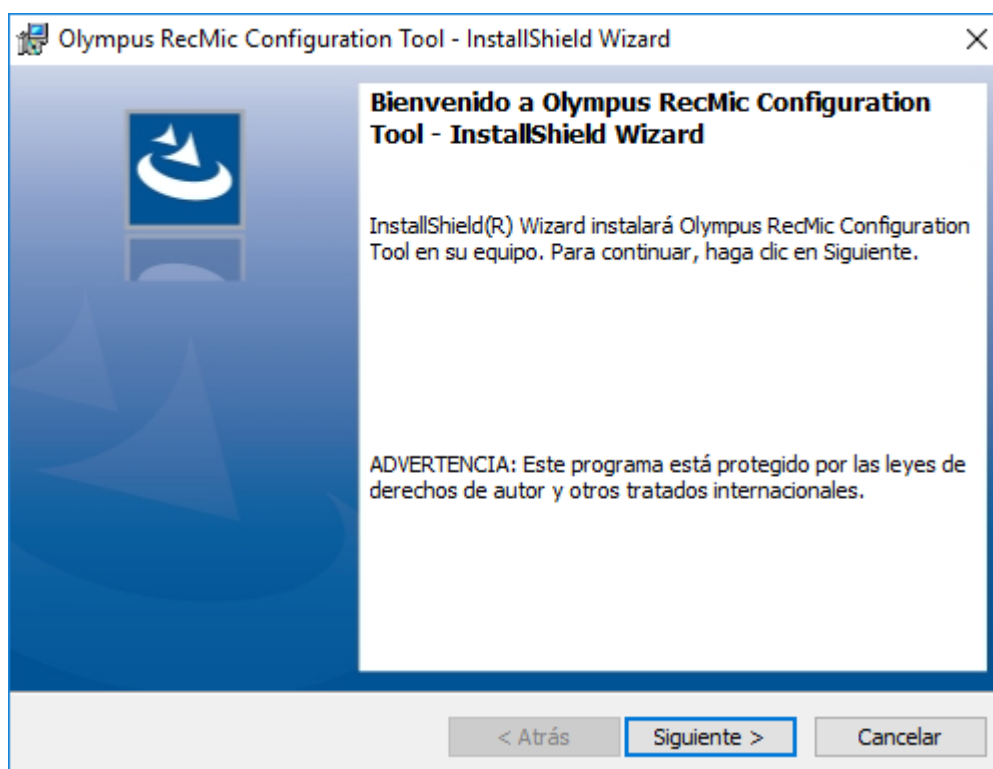 Olympus RecMic Configuration Tool - InstallShield Wizard
Bienvenido a Olympus RecMic Configuration
Tool - InstallShield Wizard
InstallShield(R) Wizard instalará Olympus RecMic Configuration
Tool en su equipo. Para continuar, haga clic en Siguiente.
ADVERTENCIA: Este programa está protegido por las leyes de
derechos de autor y otros tratados internacionales.
< Atrás
Siguiente >
Cancelar